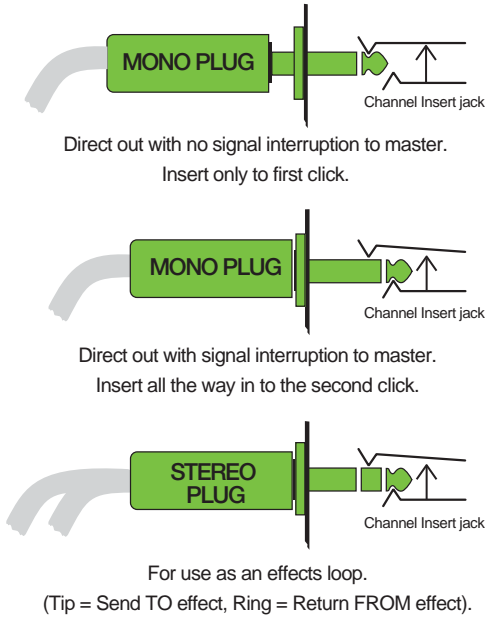 MONO PLUG
Channel Insert jack
Direct out with no signal interruption to master.
Insert only to first click.
MONO PLUG
Channel Insert jack
Direct out with signal interruption to master.
Insert all the way in to the second click.
STEREO
PLUG
Channel Insert jack
For use as an effects loop.
(Tip = Send TO effect, Ring = Return FROM effect).